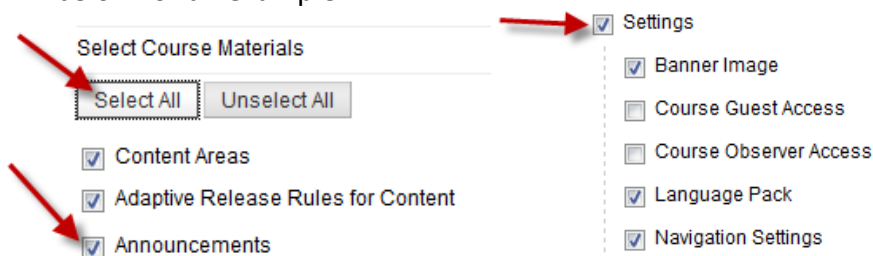 Select Course Materials
Select All
Unselect All
Content Areas
Adaptive Release Rules for Content
Announcements
Settings
Banner Image
Course Guest Access
Course Observer Access
Language Pack
Navigation Settings